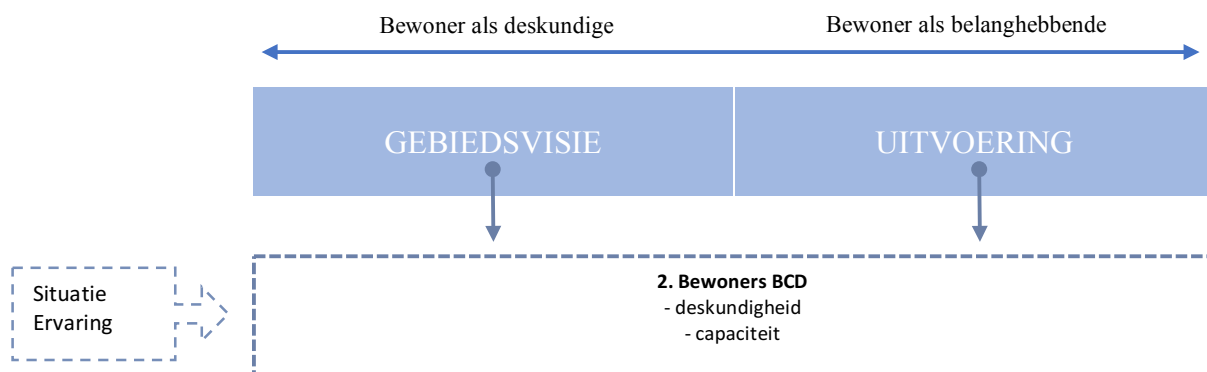 Bewoner als deskundige
Bewoner als belanghebbende
GEBIEDSVISIE
UITVOERING
Situatie
Ervaring
2. Bewoners BCD
- deskundigheid
- capaciteit